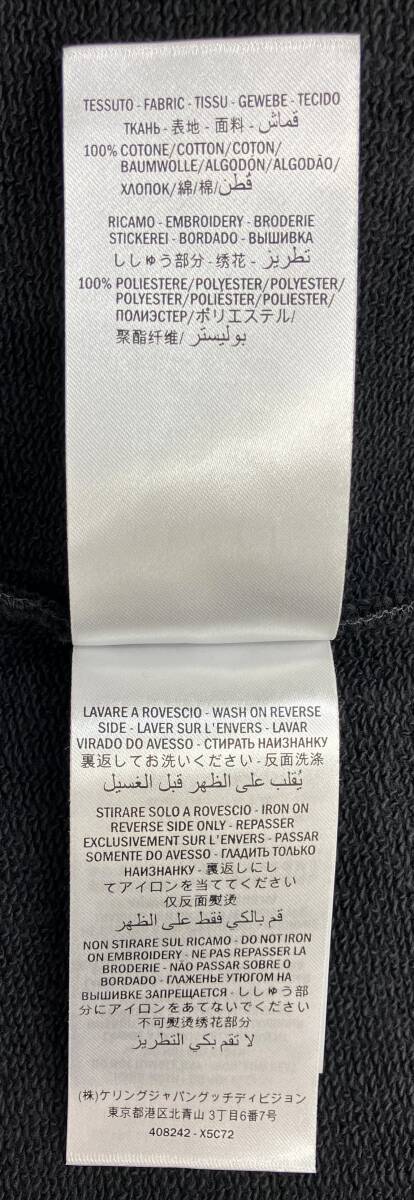 TESSUTO - FABRIC - TISSU - GEWEBE - TECIDO
ТКАНЬ - 表地 - 面料 - قماش
100% COTONE/COTTON/COTON/
BAUMWOLLE/ALGODÓN/ALGODÃO/
ХЛОПОК/綿/棉/قطن
RICAMO - EMBROIDERY - BRODERIE
STICKEREI - BORDADO - ВЫШИВКА
ししゅう部分 - 绣花 - تطريز
100% POLIESTERE/POLYESTER/POLYESTER/
POLYESTER/POLIESTER/POLIESTER/
ПОЛИЭСТЕР/ポリエステル/
聚酯纤维/بوليستر
LAVARE A ROVESCIO - WASH ON REVERSE
SIDE - LAVER SUR L'ENVERS - LAVAR
VIRADO DO AVESSO - СТИРАТЬ НАИЗНАНКУ
裏返してお洗いください - 反面洗涤
يُقلب على الظهر قبل الغسيل
STIRARE SOLO A ROVESCIO - IRON ON
REVERSE SIDE ONLY - REPASSER
EXCLUSIVEMENT SUR L'ENVERS - PASSAR
SOMENTE DO AVESSO - ГЛАДИТЬ ТОЛЬКО
НАИЗНАНКУ - 裏返しにし
てアイロンを当ててください
仅反面熨烫
قم بالكي فقط على الظهر
NON STIRARE SUL RICAMO - DO NOT IRON
ON EMBROIDERY - NE PAS REPASSER LA
BRODERIE - NÃO PASSAR SOBRE O
BORDADO - ГЛАЖЕНЬЕ УТЮГОМ НА
ВЫШИВКЕ ЗАПРЕЩАЕТСЯ - ししゅう部
分にアイロンをあてないでください
不可熨烫绣花部分
لا تقم بكي التطريز
(株)ケリングジャパングッチディビジョン
東京都港区北青山 3丁目6番7号
408242 - X5C72